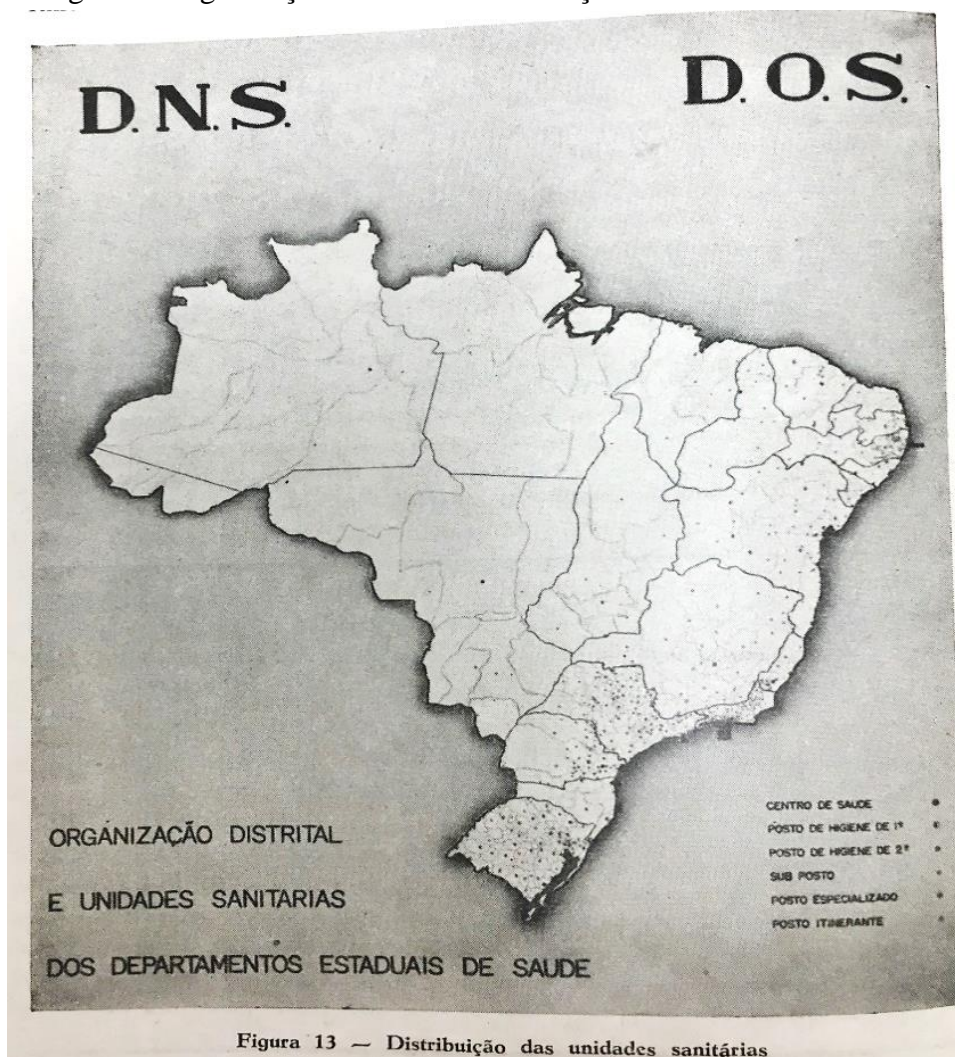 D.N.S.
D.O.S.
CENTRO DE SAUDE
POSTO DE HIGIENE DE 1ª
POSTO DE HIGIENE DE 2ª
SUB POSTO
POSTO ESPECIALIZADO
POSTO ITINERANTE
ORGANIZAÇÃO DISTRITAL
E UNIDADES SANITARIAS
DOS DEPARTAMENTOS ESTADUAIS DE SAUDE
Figura 13 — Distribuição das unidades sanitárias